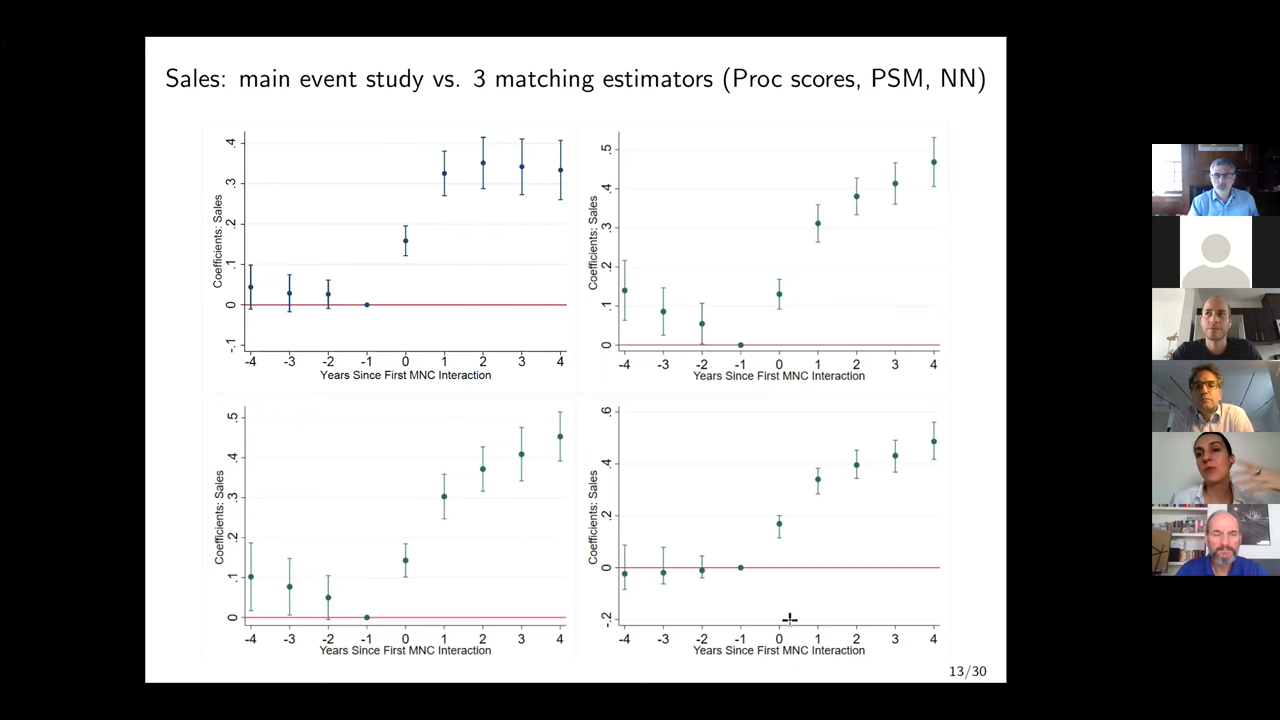 Sales: main event study vs. 3 matching estimators (Proc scores, PSM, NN)
Coefficients: Sales
.4
.3
.2
.1
0
-.1
-4 -3 -2 -1 0 1 2 3 4
Years Since First MNC Interaction
Coefficients: Sales
.5
.4
.3
.2
.1
0
-4 -3 -2 -1 0 1 2 3 4
Years Since First MNC Interaction
Coefficients: Sales
.5
.4
.3
.2
.1
0
-4 -3 -2 -1 0 1 2 3 4
Years Since First MNC Interaction
Coefficients: Sales
.6
.4
.2
0
-.2
-4 -3 -2 -1 0 1 2 3 4
Years Since First MNC Interaction
13/30